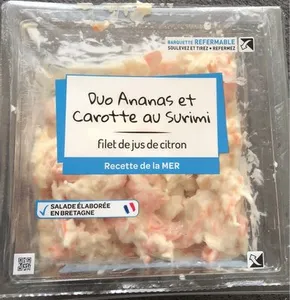 BARQUETTE REFERMABLE
SOULEVEZ ET TIREZ • REFERMEZ
Duo Ananas et
Carotte au Surimi
filet de jus de citron
Recette de la MER
SALADE ÉLABORÉE
EN BRETAGNE